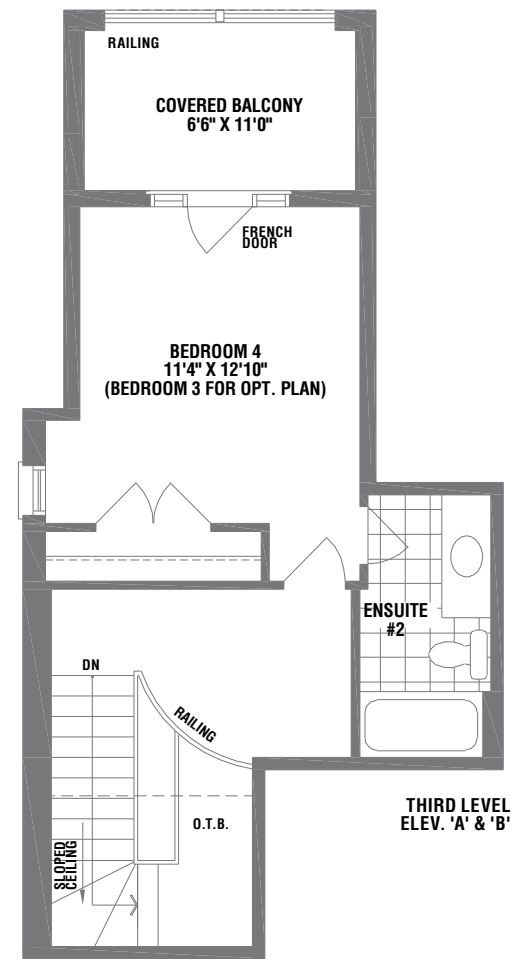 RAILING
COVERED BALCONY
6'6" X 11'0"
FRENCH
DOOR
BEDROOM 4
11'4" X 12'10"
(BEDROOM 3 FOR OPT. PLAN)
ENSUITE
#2
DN
RAILING
O.T.B.
SLOPED
CEILING
THIRD LEVEL
ELEV. 'A' & 'B'